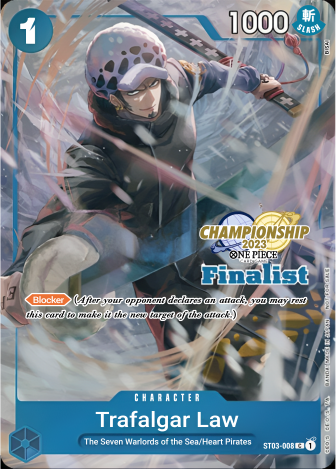 1
1000
斬
SLASH
CHAMPIONSHIP
2023
ONE PIECE
Finalist
Blocker (After your opponent declares an attack, you may rest
this card to make it the new target of the attack.)
CHARACTER
Trafalgar Law
The Seven Warlords of the Sea/Heart Pirates
ST03-008 C 1